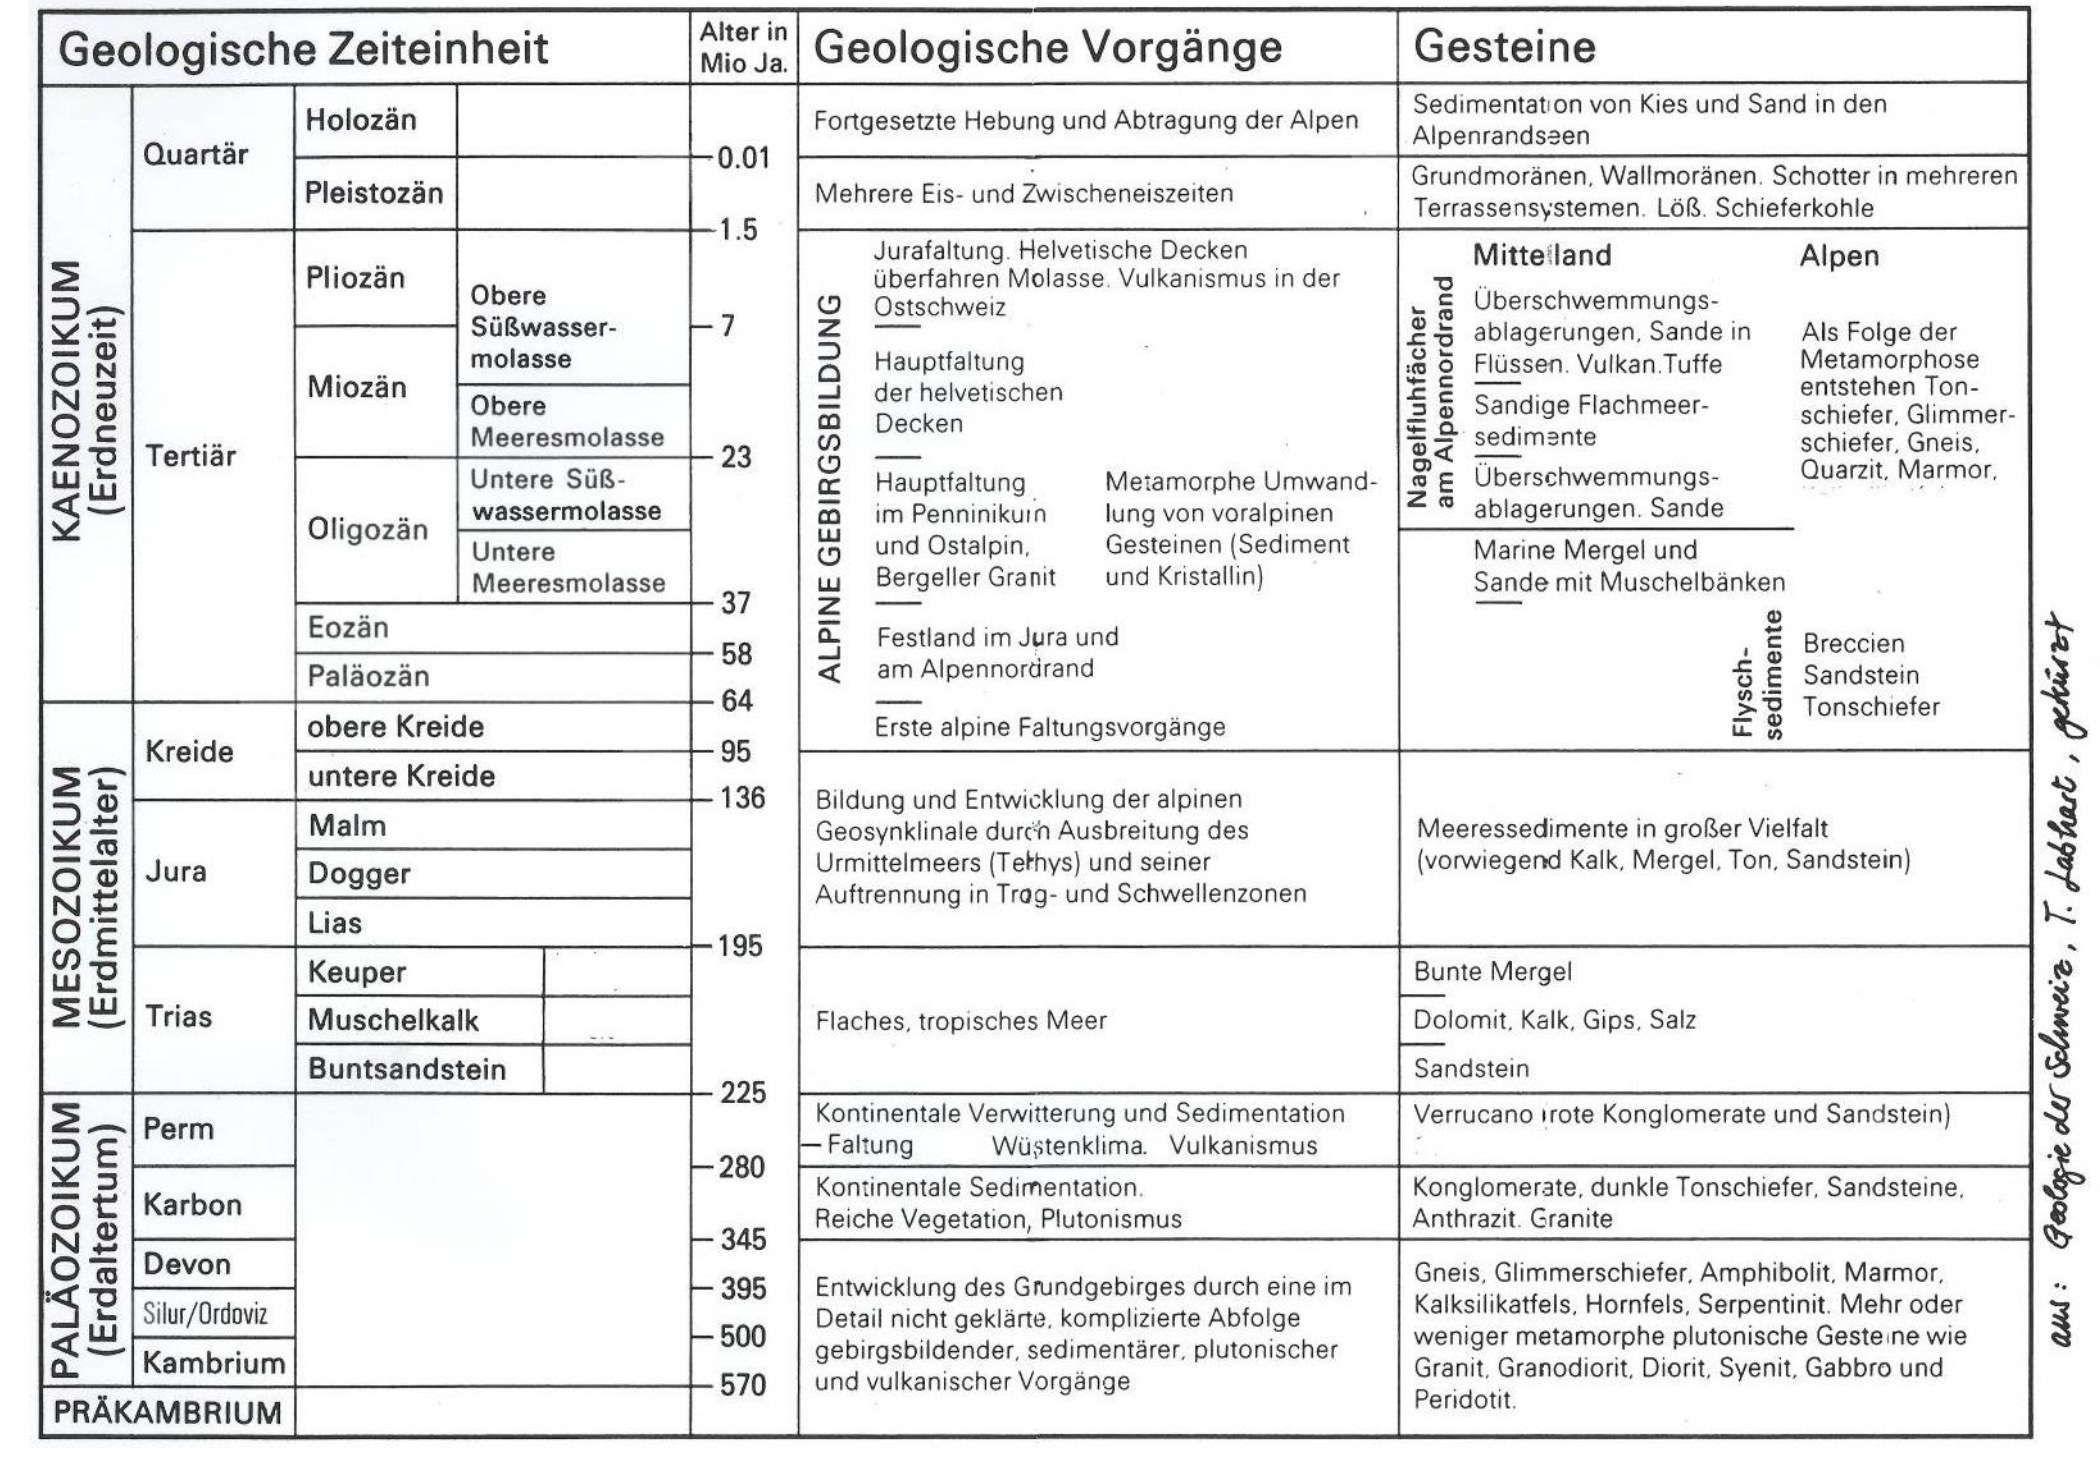 Geologische Zeiteinheit
Alter in
Mio Ja.
Geologische Vorgänge
Gesteine
KAENOZOIKUM
(Erdneuzeit)
Quartär
Holozän
Fortgesetzte Hebung und Abtragung der Alpen
Sedimentation von Kies und Sand in den
Alpenrandseen
0.01
Pleistozän
Mehrere Eis- und Zwischeneiszeiten
Grundmoränen, Wallmoränen. Schotter in mehreren
Terrassensystemen. Löß. Schieferkohle
1.5
Tertiär
Pliozän
7
Miozän
23
Oligozän
37
Eozän
58
Paläozän
64
Obere
Süßwasser-
molasse
Obere
Meeresmolasse
Untere Süß-
wassermolasse
Untere
Meeresmolasse
ALPINE GEBIRGSBILDUNG
Jurafaltung. Helvetische Decken
überfahren Molasse. Vulkanismus in der
Ostschweiz
Hauptfaltung
der helvetischen
Decken
Hauptfaltung
im Penninikum
und Ostalpin,
Bergeller Granit
Metamorphe Umwand-
lung von voralpinen
Gesteinen (Sediment
und Kristallin)
Festland im Jura und
am Alpennordrand
Erste alpine Faltungsvorgänge
Nagelfluhfächer
am Alpennordrand
Mittelland
Überschwemmungs-
ablagerungen, Sande in
Flüssen. Vulkan.Tuffe
Sandige Flachmeer-
sedimente
Überschwemmungs-
ablagerungen. Sande
Marine Mergel und
Sande mit Muschelbänken
Alpen
Als Folge der
Metamorphose
entstehen Ton-
schiefer, Glimmer-
schiefer, Gneis,
Quarzit, Marmor,
Flysch-
sedimente
Breccien
Sandstein
Tonschiefer
MESOZOIKUM
(Erdmittelalter)
Kreide
obere Kreide
95
untere Kreide
136
Jura
Malm
Dogger
Lias
195
Bildung und Entwicklung der alpinen
Geosynklinale durch Ausbreitung des
Urmittelmeers (Tethys) und seiner
Auftrennung in Trog- und Schwellenzonen
Meeressedimente in großer Vielfalt
(vorwiegend Kalk, Mergel, Ton, Sandstein)
Trias
Keuper
Muschelkalk
Buntsandstein
225
Flaches, tropisches Meer
Bunte Mergel
Dolomit, Kalk, Gips, Salz
Sandstein
PALÄOZOIKUM
(Erdaltertum)
Perm
280
Kontinentale Verwitterung und Sedimentation
Faltung Wüstenklima. Vulkanismus
Verrucano (rote Konglomerate und Sandstein)
Karbon
345
Kontinentale Sedimentation.
Reiche Vegetation, Plutonismus
Konglomerate, dunkle Tonschiefer, Sandsteine,
Anthrazit. Granite
Devon
395
Silur/Ordoviz
500
Kambrium
570
PRÄKAMBRIUM
Entwicklung des Grundgebirges durch eine im
Detail nicht geklärte, komplizierte Abfolge
gebirgsbildender, sedimentärer, plutonischer
und vulkanischer Vorgänge
Gneis, Glimmerschiefer, Amphibolit, Marmor,
Kalksilikatfels, Hornfels, Serpentinit. Mehr oder
weniger metamorphe plutonische Gesteine wie
Granit, Granodiorit, Diorit, Syenit, Gabbro und
Peridotit.
aus: Geologie der Schweiz, T. Labhart, gekürzt